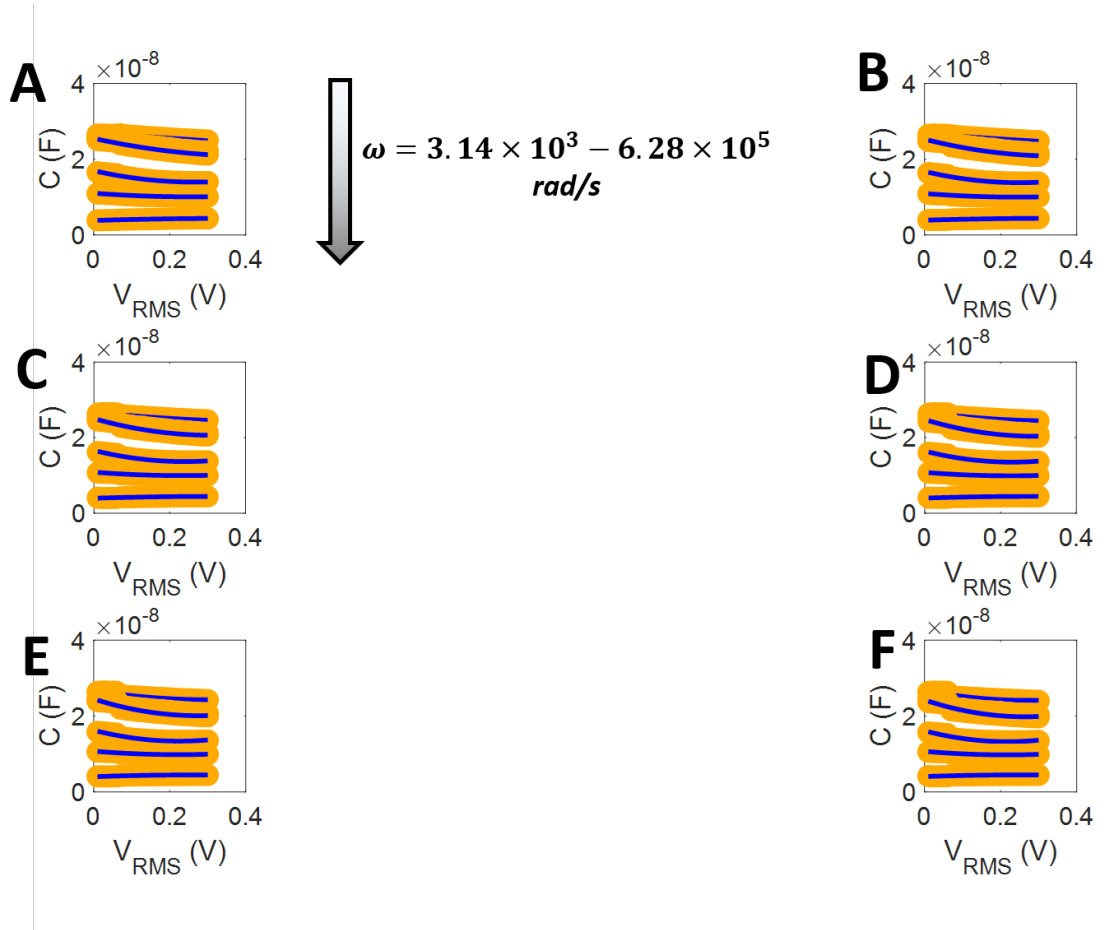 A
×10⁻⁸
4
2
0
C (F)
0 0.2 0.4
V_RMS (V)
ω = 3.14 × 10³ − 6.28 × 10⁵
rad/s
B
×10⁻⁸
4
2
0
C (F)
0 0.2 0.4
V_RMS (V)
C
×10⁻⁸
4
2
0
C (F)
0 0.2 0.4
V_RMS (V)
D
×10⁻⁸
4
2
0
C (F)
0 0.2 0.4
V_RMS (V)
E
×10⁻⁸
4
2
0
C (F)
0 0.2 0.4
V_RMS (V)
F
×10⁻⁸
4
2
0
C (F)
0 0.2 0.4
V_RMS (V)